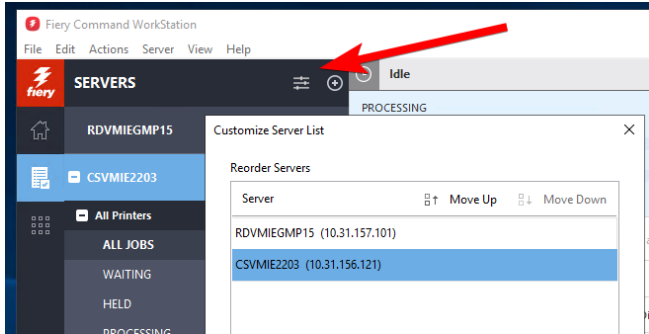 Fiery Command WorkStation
File Edit Actions Server View Help
fiery
SERVERS
Idle
PROCESSING
RDVMIEGMP15
Customize Server List
CSVMIE2203
Reorder Servers
Server Move Up Move Down
All Printers
RDVMIEGMP15 (10.31.157.101)
ALL JOBS
CSVMIE2203 (10.31.156.121)
WAITING
HELD
PROCESSING